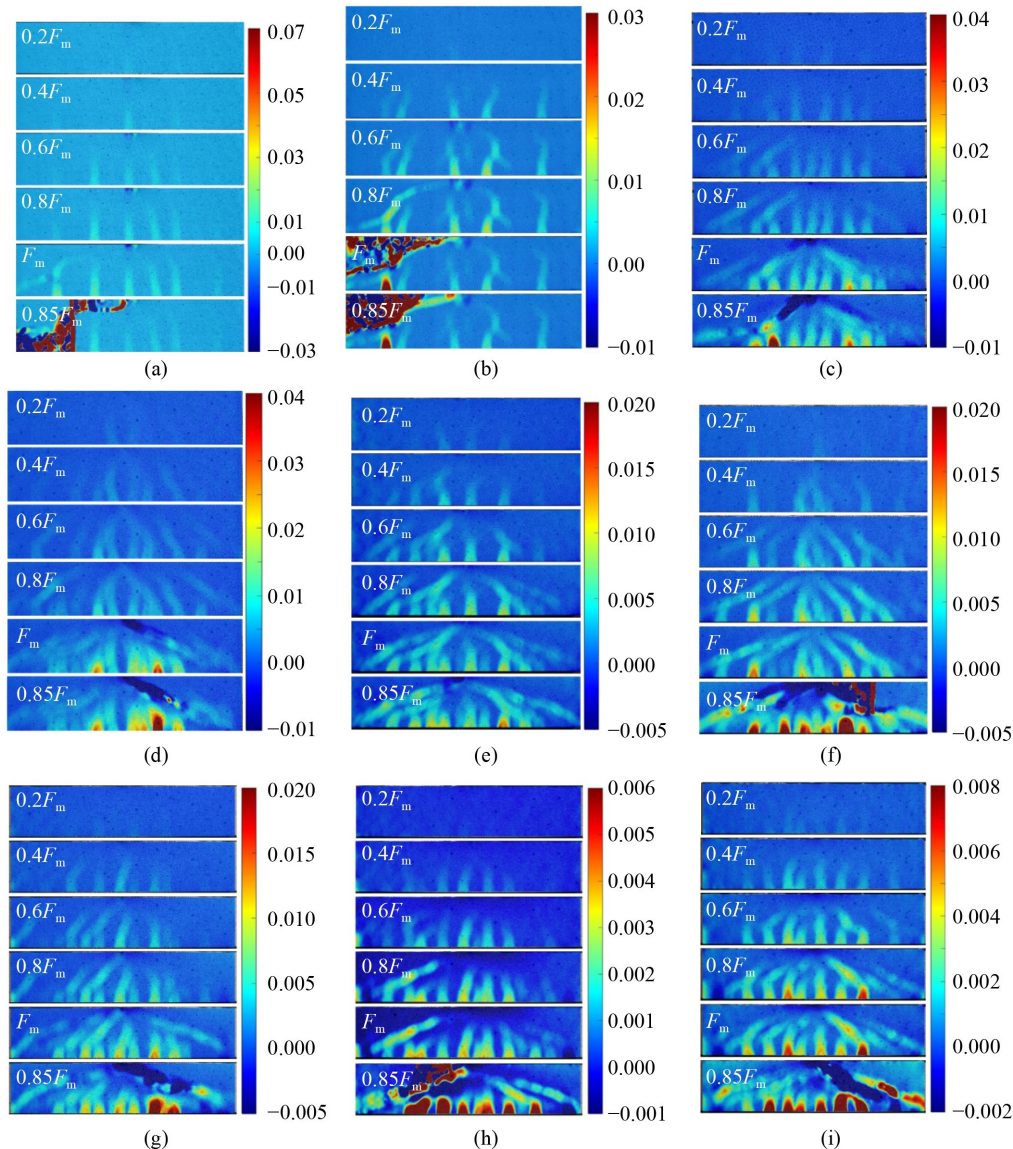 0.2Fm
0.4Fm
0.6Fm
0.8Fm
Fm
0.85Fm
0.07
0.05
0.03
0.01
0.00
−0.01
−0.03
(a)
0.2Fm
0.4Fm
0.6Fm
0.8Fm
Fm
0.85Fm
0.03
0.02
0.01
0.00
−0.01
(b)
0.2Fm
0.4Fm
0.6Fm
0.8Fm
Fm
0.85Fm
0.04
0.03
0.02
0.01
0.00
−0.01
(c)
0.2Fm
0.4Fm
0.6Fm
0.8Fm
Fm
0.85Fm
0.04
0.03
0.02
0.01
0.00
−0.01
(d)
0.2Fm
0.4Fm
0.6Fm
0.8Fm
Fm
0.85Fm
0.020
0.015
0.010
0.005
0.000
−0.005
(e)
0.2Fm
0.4Fm
0.6Fm
0.8Fm
Fm
0.85Fm
0.020
0.015
0.010
0.005
0.000
−0.005
(f)
0.2Fm
0.4Fm
0.6Fm
0.8Fm
Fm
0.85Fm
0.020
0.015
0.010
0.005
0.000
−0.005
(g)
0.2Fm
0.4Fm
0.6Fm
0.8Fm
Fm
0.85Fm
0.006
0.005
0.004
0.003
0.002
0.001
0.000
−0.001
(h)
0.2Fm
0.4Fm
0.6Fm
0.8Fm
Fm
0.85Fm
0.008
0.006
0.004
0.002
0.000
−0.002
(i)